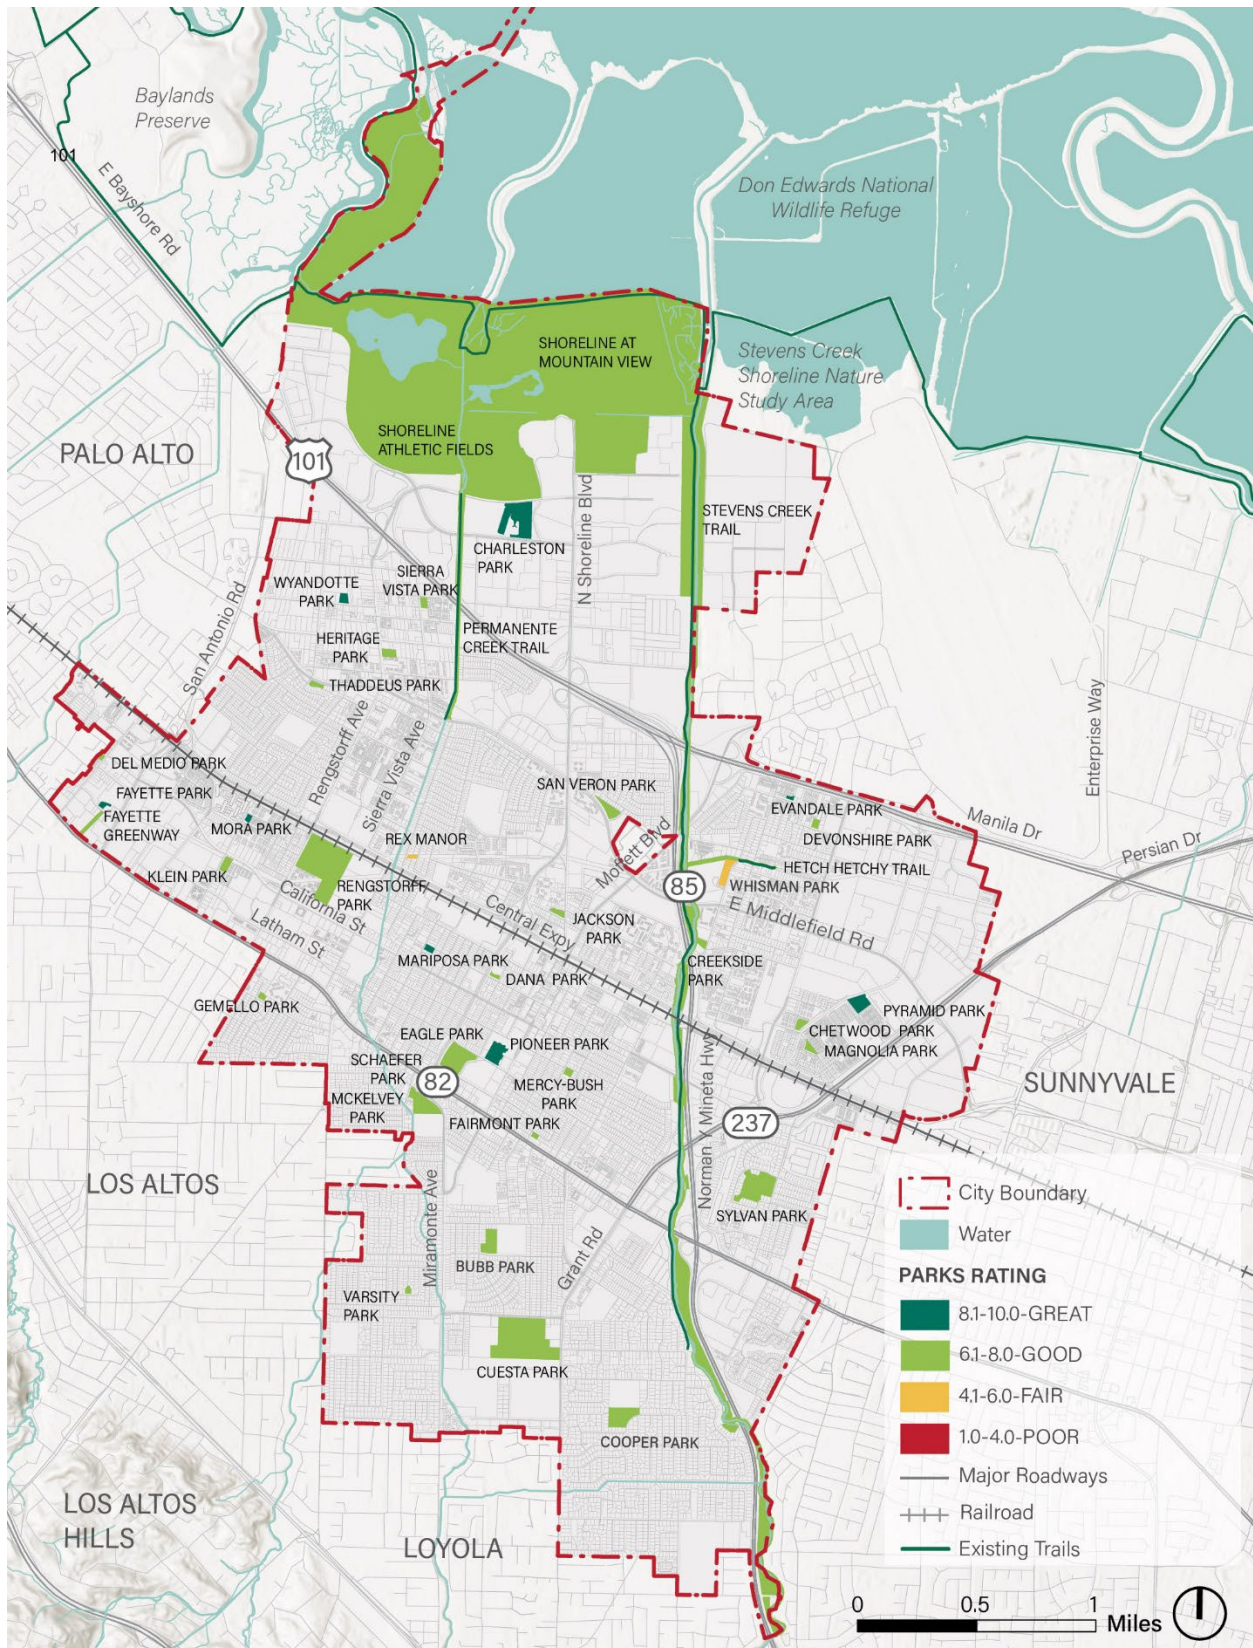 Baylands
Preserve
101
E Bayshore Rd
Don Edwards National
Wildlife Refuge
SHORELINE AT
MOUNTAIN VIEW
Stevens Creek
Shoreline Nature
Study Area
PALO ALTO
101
SHORELINE
ATHLETIC FIELDS
N Shoreline Blvd
STEVENS CREEK
TRAIL
CHARLESTON
PARK
WYANDOTTE
PARK
SIERRA
VISTA PARK
San Antonio Rd
HERITAGE
PARK
PERMANENTE
CREEK TRAIL
THADDEUS PARK
Rengstorff Ave
Sierra Vista Ave
Enterprise Way
DEL MEDIO PARK
FAYETTE PARK
FAYETTE
GREENWAY
MORA PARK
SAN VERON PARK
EVANDALE PARK
DEVONSHIRE PARK
Manila Dr
Persian Dr
REX MANOR
Moffett Blvd
HETCH HETCHY TRAIL
KLEIN PARK
RENGSTORFF
PARK
85
WHISMAN PARK
California St
Latham St
Central Expy
JACKSON
PARK
E Middlefield Rd
MARIPOSA PARK
DANA PARK
CREEKSIDE
PARK
GEMELLO PARK
PYRAMID PARK
CHETWOOD PARK
MAGNOLIA PARK
EAGLE PARK
PIONEER PARK
SCHAEFER
PARK
82
MERCY-BUSH
PARK
MCKELVEY
PARK
FAIRMONT PARK
Norman Y Mineta Hwy
237
SUNNYVALE
LOS ALTOS
Miramonte Ave
SYLVAN PARK
BUBB PARK
Grant Rd
VARSITY
PARK
CUESTA PARK
COOPER PARK
LOS ALTOS
HILLS
LOYOLA
City Boundary
Water
PARKS RATING
8.1-10.0-GREAT
6.1-8.0-GOOD
4.1-6.0-FAIR
1.0-4.0-POOR
Major Roadways
Railroad
Existing Trails
0 0.5 1
Miles